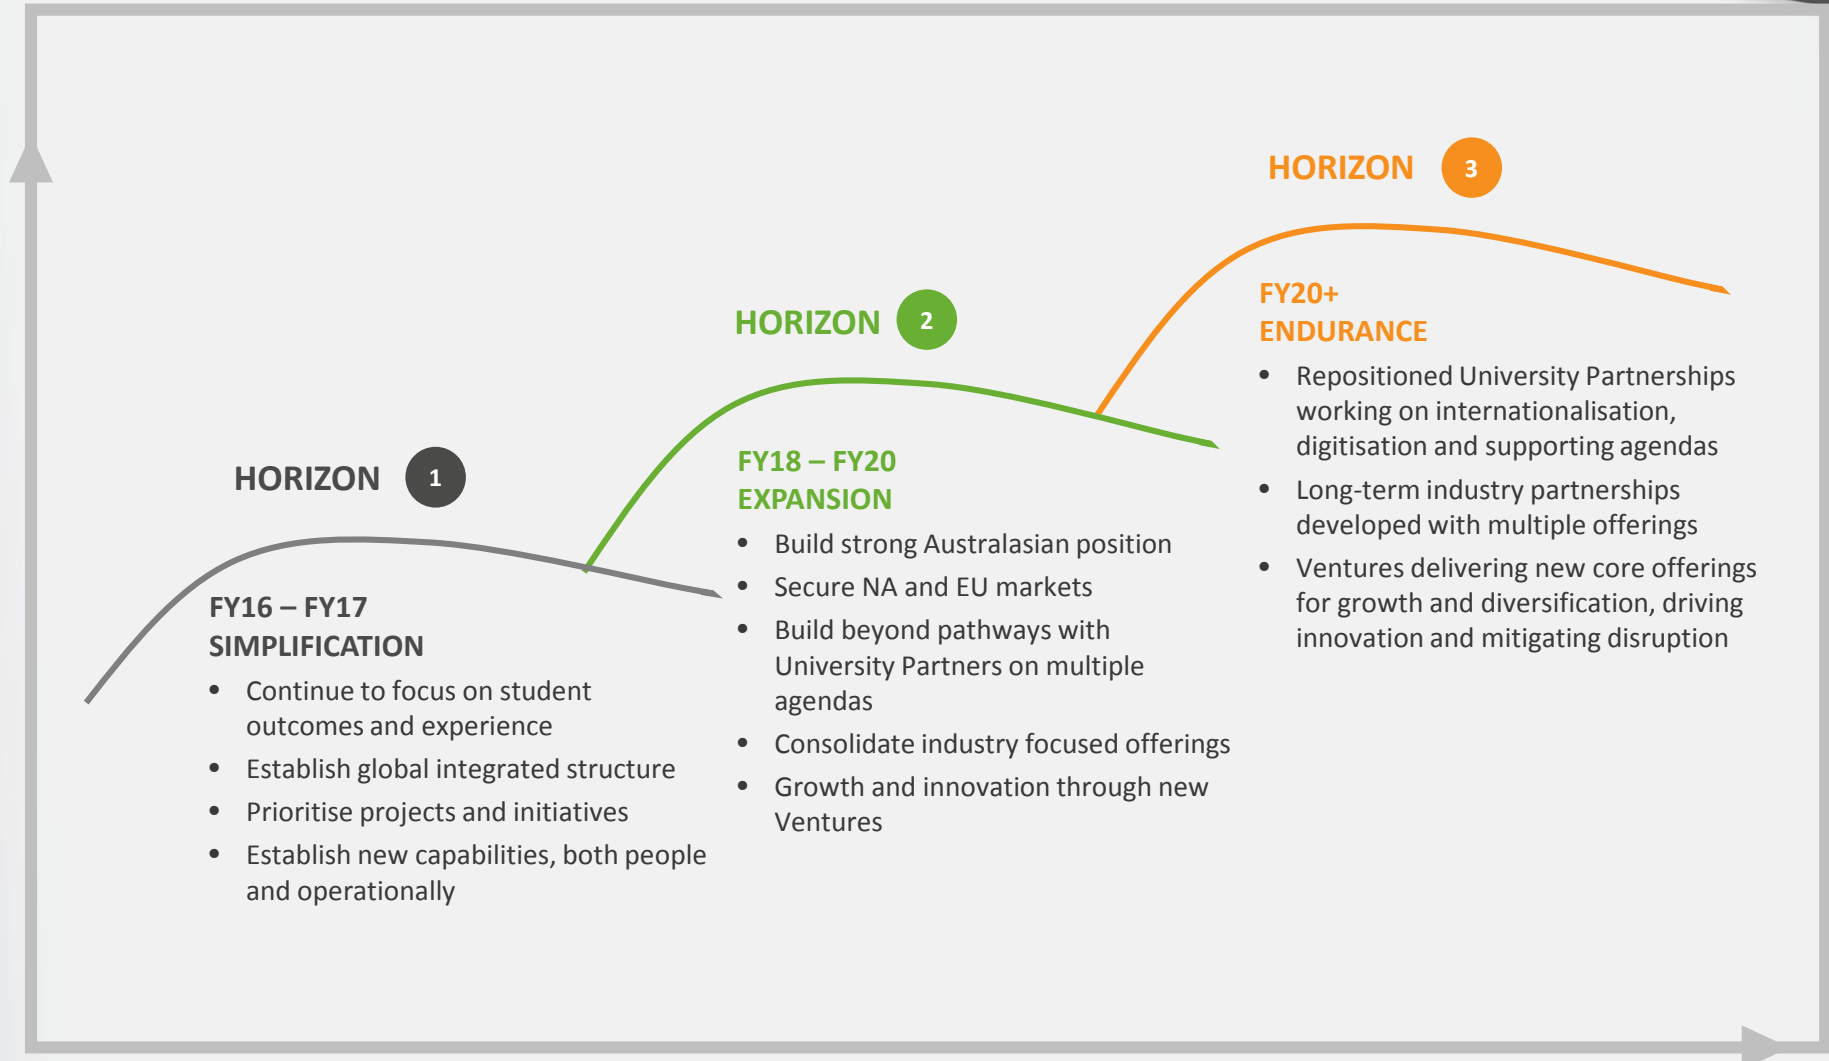 HORIZON 1
FY16 – FY17
SIMPLIFICATION
• Continue to focus on student
outcomes and experience
• Establish global integrated structure
• Prioritise projects and initiatives
• Establish new capabilities, both people
and operationally
HORIZON 2
FY18 – FY20
EXPANSION
• Build strong Australasian position
• Secure NA and EU markets
• Build beyond pathways with
University Partners on multiple
agendas
• Consolidate industry focused offerings
• Growth and innovation through new
Ventures
HORIZON 3
FY20+
ENDURANCE
• Repositioned University Partnerships
working on internationalisation,
digitisation and supporting agendas
• Long-term industry partnerships
developed with multiple offerings
• Ventures delivering new core offerings
for growth and diversification, driving
innovation and mitigating disruption